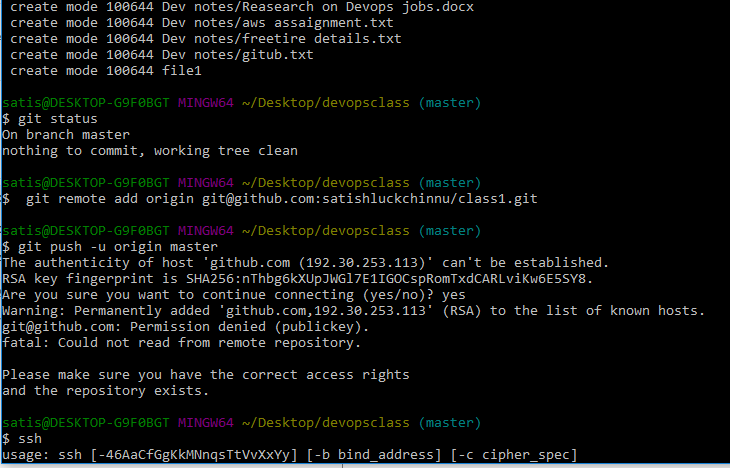 create mode 100644 Dev notes/Reasearch on Devops jobs.docx
create mode 100644 Dev notes/aws assaignment.txt
create mode 100644 Dev notes/freetire details.txt
create mode 100644 Dev notes/gitub.txt
create mode 100644 file1
satis@DESKTOP-G9F0BGT MINGW64 ~/Desktop/devopsclass (master)
$ git status
On branch master
nothing to commit, working tree clean
satis@DESKTOP-G9F0BGT MINGW64 ~/Desktop/devopsclass (master)
$  git remote add origin git@github.com:satishluckchinnu/class1.git
satis@DESKTOP-G9F0BGT MINGW64 ~/Desktop/devopsclass (master)
$ git push -u origin master
The authenticity of host 'github.com (192.30.253.113)' can't be established.
RSA key fingerprint is SHA256:nThbg6kXUpJWGl7E1IGOCspRomTxdCARLviKw6E5SY8.
Are you sure you want to continue connecting (yes/no)? yes
Warning: Permanently added 'github.com,192.30.253.113' (RSA) to the list of known hosts.
git@github.com: Permission denied (publickey).
fatal: Could not read from remote repository.
Please make sure you have the correct access rights
and the repository exists.
satis@DESKTOP-G9F0BGT MINGW64 ~/Desktop/devopsclass (master)
$ ssh
usage: ssh [-46AaCfGgKkMNnqsTtVvXxYy] [-b bind_address] [-c cipher_spec]